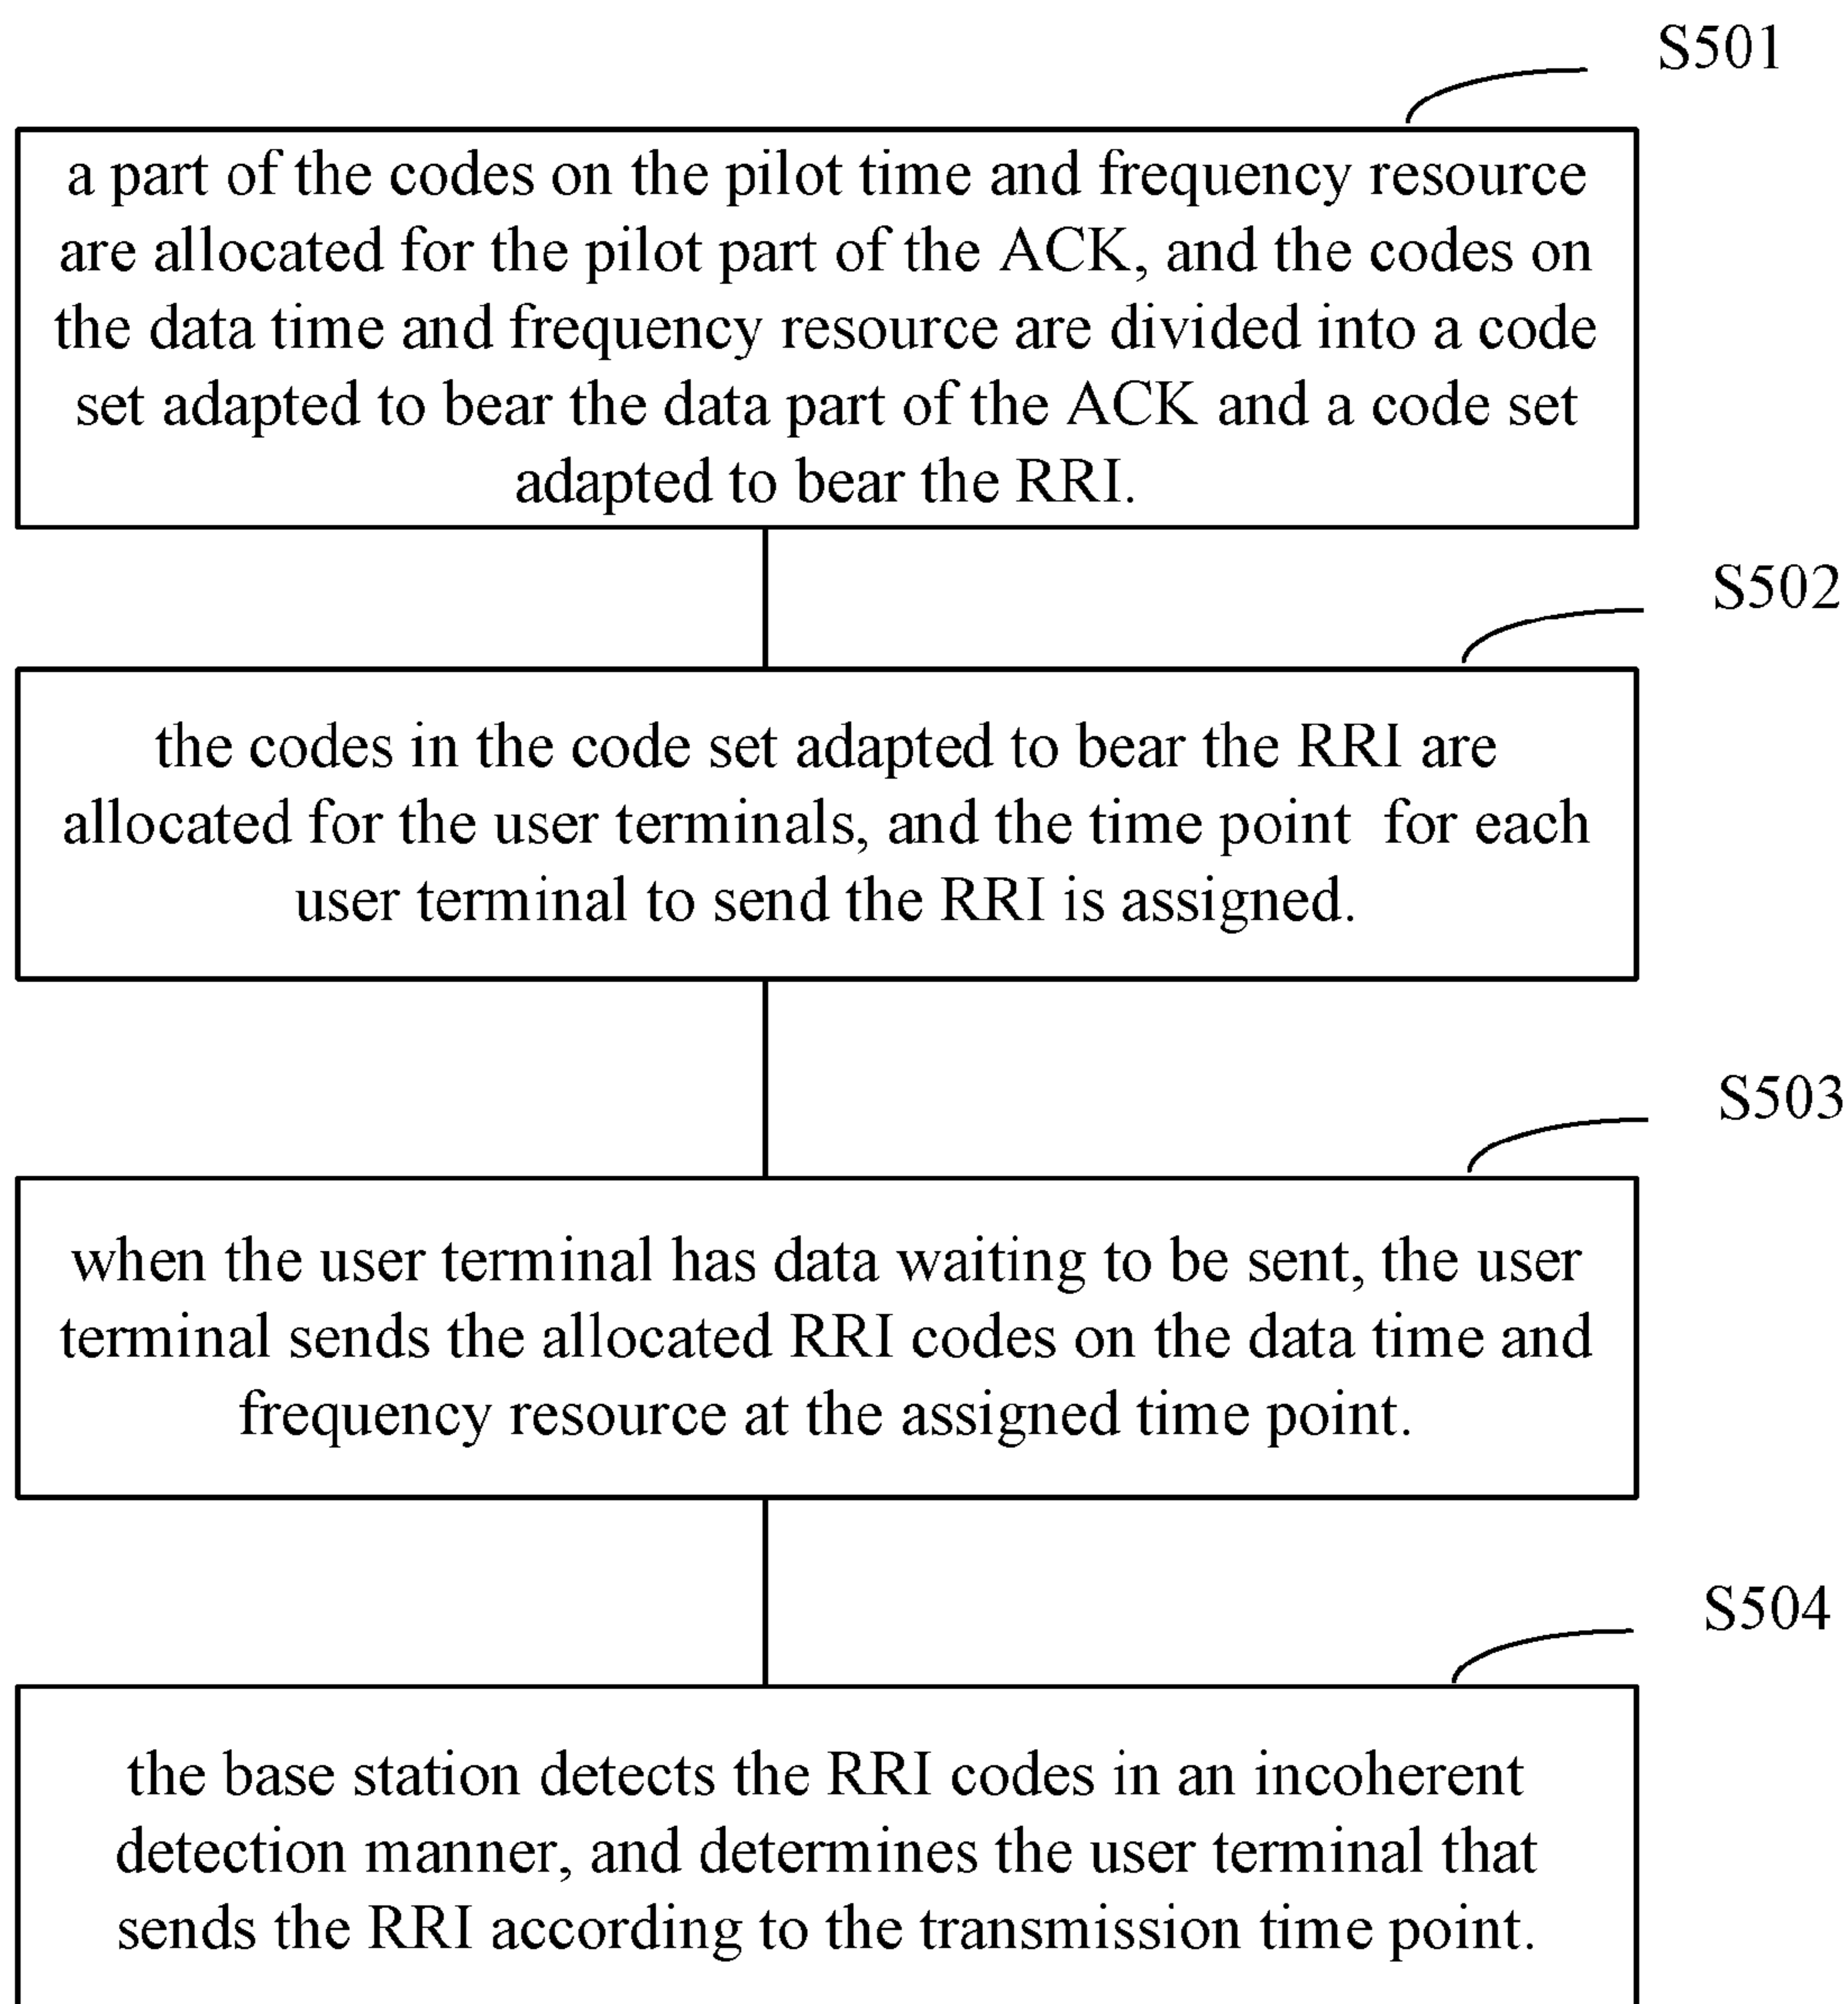 S501
a part of the codes on the pilot time and frequency resource
are allocated for the pilot part of the ACK, and the codes on
the data time and frequency resource are divided into a code
set adapted to bear the data part of the ACK and a code set
adapted to bear the RRI.
S502
the codes in the code set adapted to bear the RRI are
allocated for the user terminals, and the time point for each
user terminal to send the RRI is assigned.
S503
when the user terminal has data waiting to be sent, the user
terminal sends the allocated RRI codes on the data time and
frequency resource at the assigned time point.
S504
the base station detects the RRI codes in an incoherent
detection manner, and determines the user terminal that
sends the RRI according to the transmission time point.